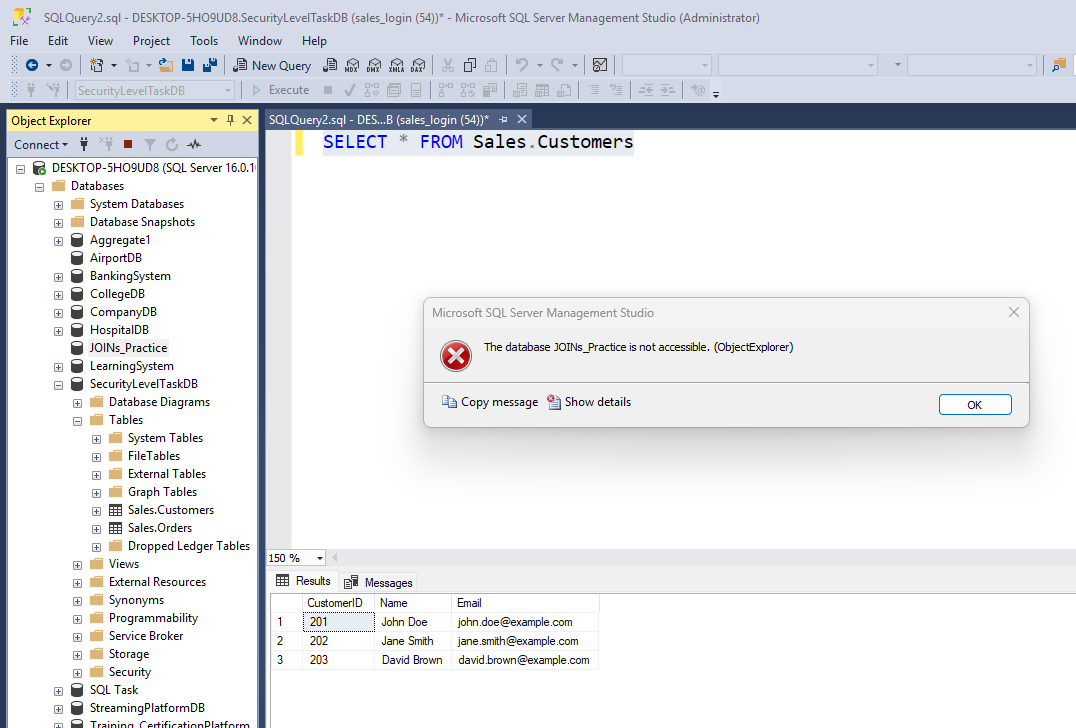 SQLQuery2.sql - DESKTOP-5HO9UD8.SecurityLevelTaskDB (sales_login (54))* - Microsoft SQL Server Management Studio (Administrator)
File Edit View Project Tools Window Help
New Query MDX DMX XMLA DAX
SecurityLevelTaskDB Execute
Object Explorer
SQLQuery2.sql - DES...B (sales_login (54))*
Connect
SELECT * FROM Sales.Customers
DESKTOP-5HO9UD8 (SQL Server 16.0.10
Databases
System Databases
Database Snapshots
Aggregate1
AirportDB
BankingSystem
CollegeDB
CompanyDB
HospitalDB
JOINs_Practice
LearningSystem
SecurityLevelTaskDB
Database Diagrams
Tables
System Tables
FileTables
External Tables
Graph Tables
Sales.Customers
Sales.Orders
Dropped Ledger Tables
Views
External Resources
Synonyms
Programmability
Service Broker
Storage
Security
SQL Task
StreamingPlatformDB
Training_CertificationPlatform
Microsoft SQL Server Management Studio
The database JOINs_Practice is not accessible. (ObjectExplorer)
Copy message Show details OK
150 %
Results Messages
CustomerID Name Email
1 201 John Doe john.doe@example.com
2 202 Jane Smith jane.smith@example.com
3 203 David Brown david.brown@example.com